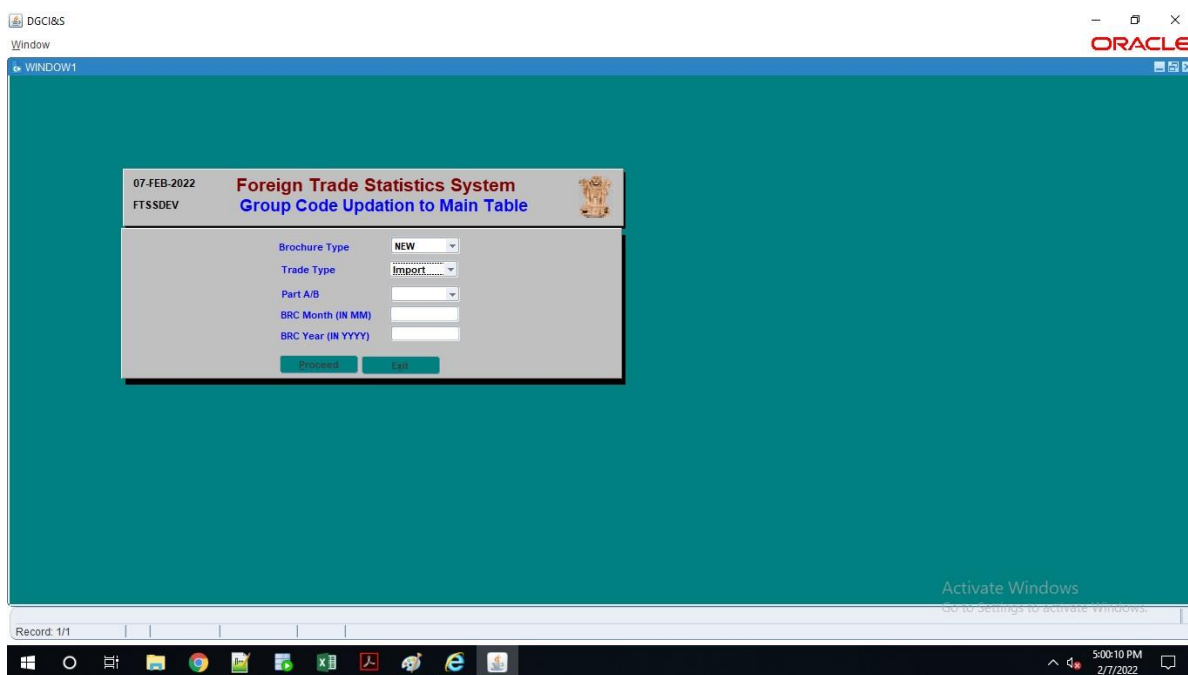 DGCI&S
Window
ORACLE
WINDOW1
07-FEB-2022
Foreign Trade Statistics System
FTSSDEV
Group Code Updation to Main Table
Brochure Type
NEW
Trade Type
Import
Part A/B
BRC Month (IN MM)
BRC Year (IN YYYY)
Proceed
Exit
Activate Windows
Go to Settings to activate Windows.
Record: 1/1
5:00:10 PM
2/7/2022